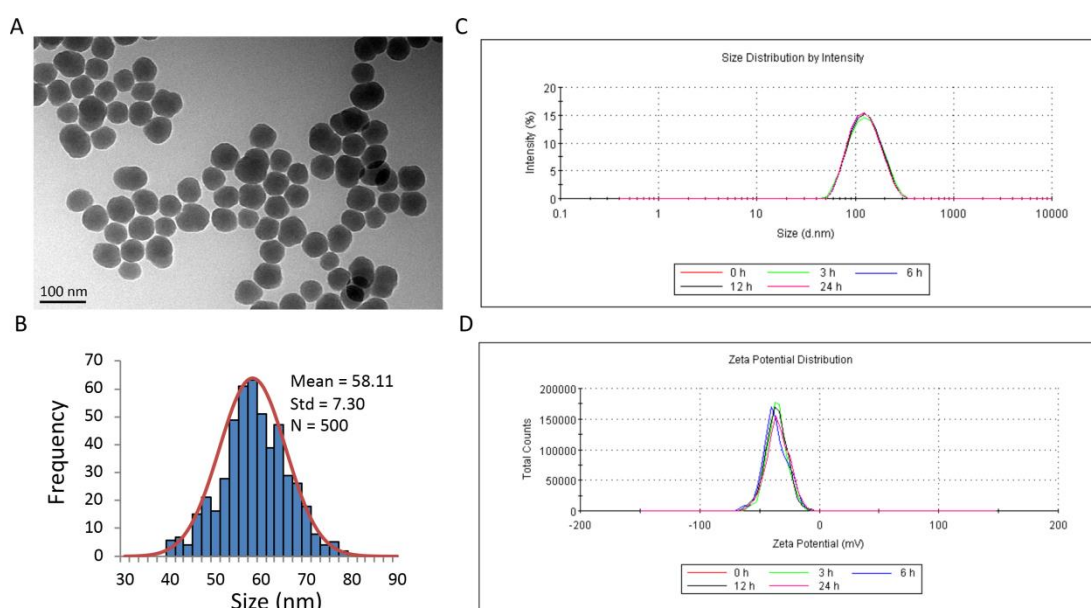 A
100 nm
B
70
60
50
40
30
20
10
0
Frequency
Mean = 58.11
Std = 7.30
N = 500
30 40 50 60 70 80 90
Size (nm)
C
Size Distribution by Intensity
20
15
10
5
0
Intensity (%)
0.1 1 10 100 1000 10000
Size (d.nm)
0 h 3 h 6 h
12 h 24 h
D
Zeta Potential Distribution
200000
150000
100000
50000
0
Total Counts
-200 -100 0 100 200
Zeta Potential (mV)
0 h 3 h 6 h
12 h 24 h